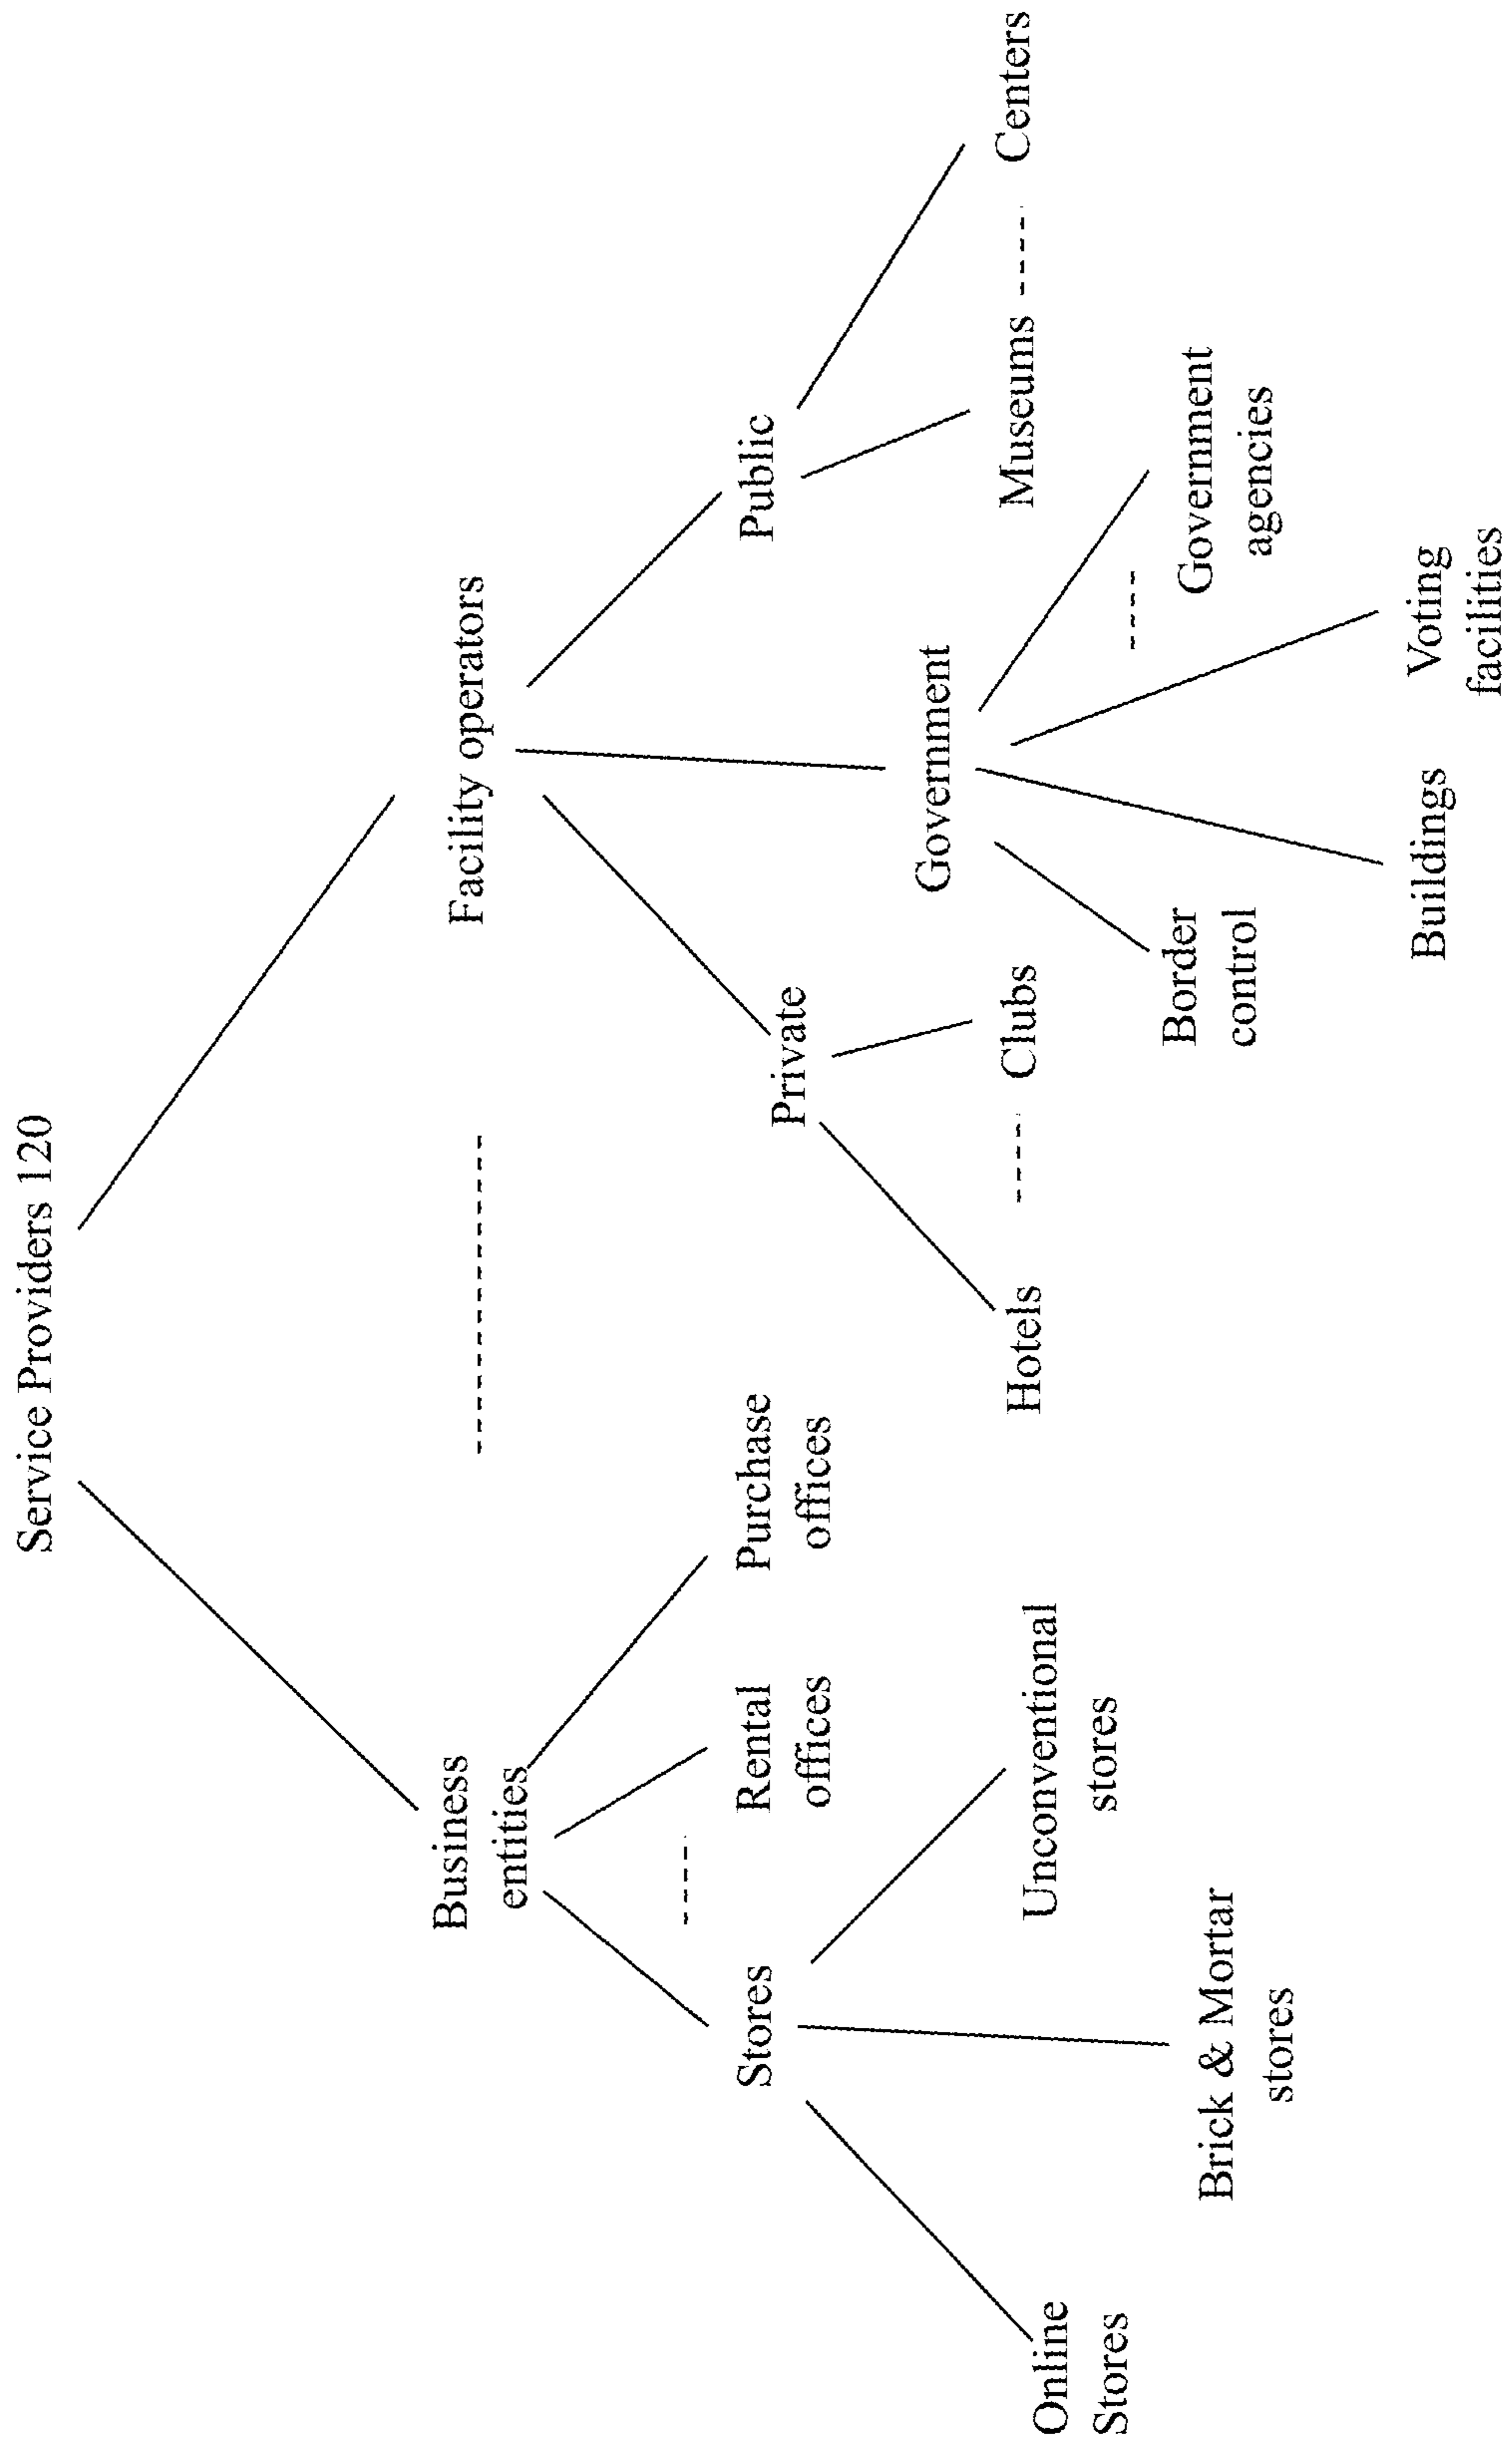 Service Providers 120
Business
entities
Facility operators
Stores
Rental
offices
Purchase
offices
Private
Public
Government
Online
Stores
Unconventional
stores
Brick & Mortar
stores
Hotels
Clubs
Museums
Centers
Border
control
Government
agencies
Buildings
Voting
facilities